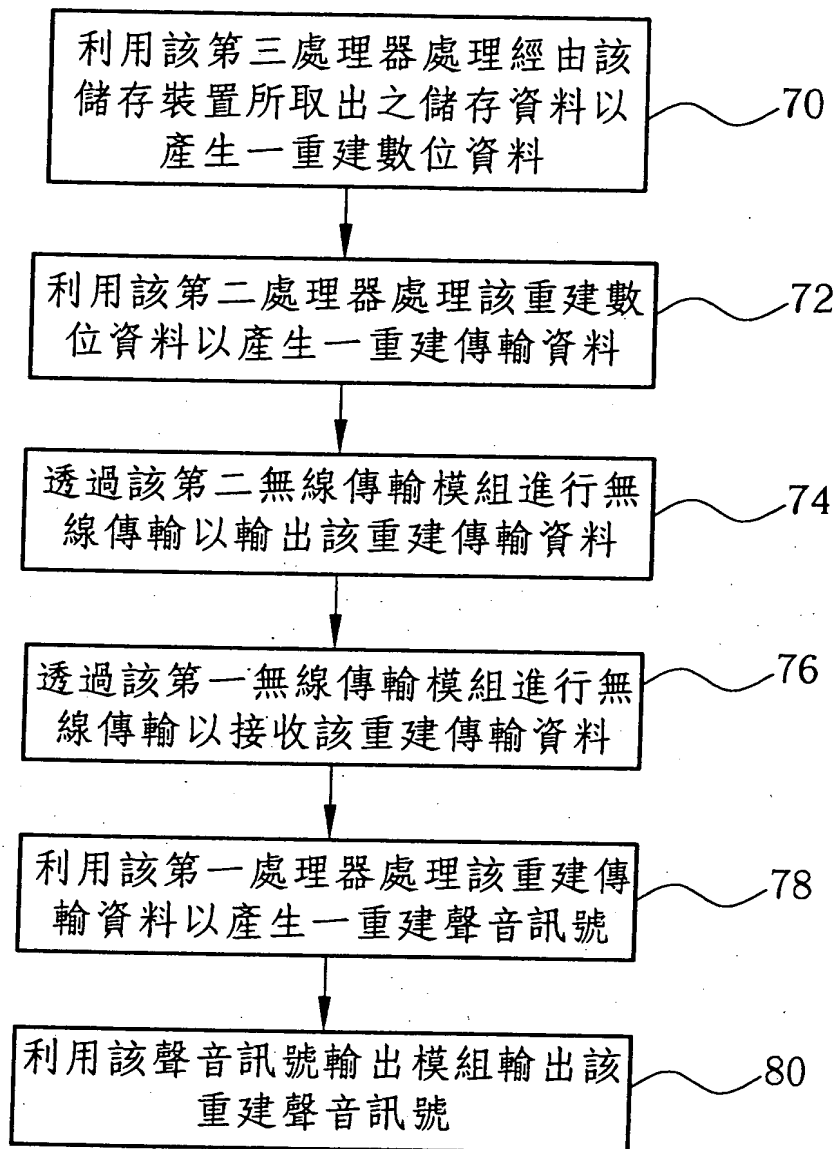 利用該第三處理器處理經由該
儲存裝置所取出之儲存資料以
產生一重建數位資料
70
利用該第二處理器處理該重建數
位資料以產生一重建傳輸資料
72
透過該第二無線傳輸模組進行無
線傳輸以輸出該重建傳輸資料
74
透過該第一無線傳輸模組進行無
線傳輸以接收該重建傳輸資料
76
利用該第一處理器處理該重建傳
輸資料以產生一重建聲音訊號
78
利用該聲音訊號輸出模組輸出該
重建聲音訊號
80